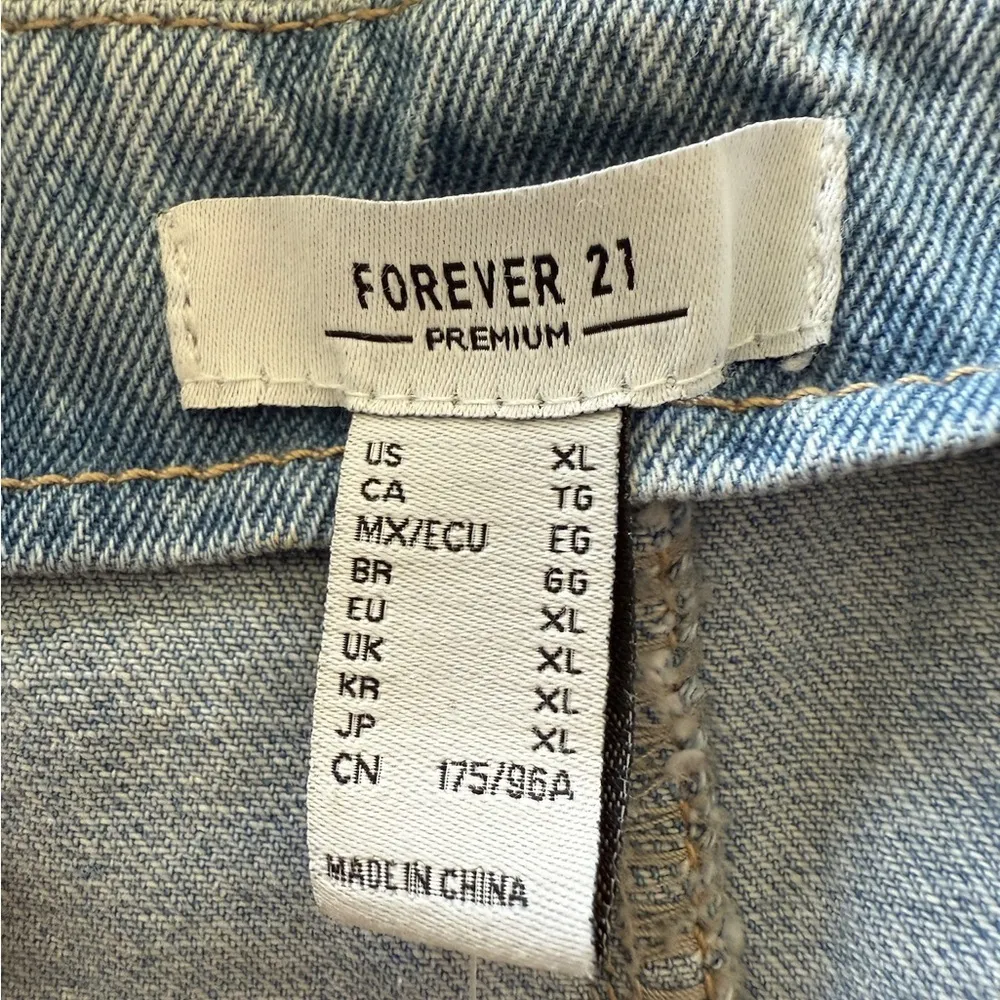 FOREVER 21
PREMIUM
US XL
CA TG
MX/ECU EG
BR GG
EU XL
UK XL
KR XL
JP XL
CN 175/96A
MADE IN CHINA